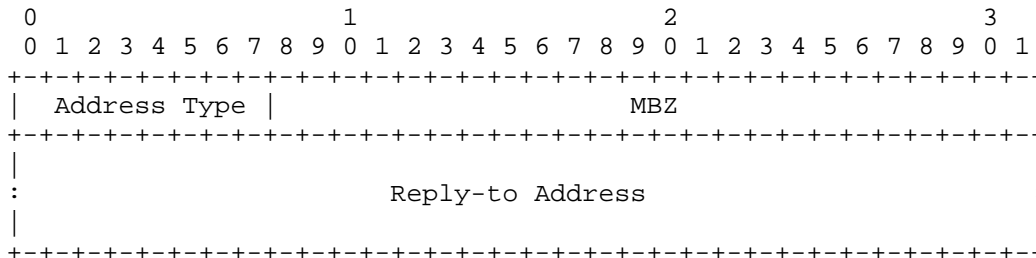 0                   1                   2                   3
 0 1 2 3 4 5 6 7 8 9 0 1 2 3 4 5 6 7 8 9 0 1 2 3 4 5 6 7 8 9 0 1
+-+-+-+-+-+-+-+-+-+-+-+-+-+-+-+-+-+-+-+-+-+-+-+-+-+-+-+-+-+-+-+-
|  Address Type |                      MBZ
+-+-+-+-+-+-+-+-+-+-+-+-+-+-+-+-+-+-+-+-+-+-+-+-+-+-+-+-+-+-+-+-
|
:                       Reply-to Address
|
+-+-+-+-+-+-+-+-+-+-+-+-+-+-+-+-+-+-+-+-+-+-+-+-+-+-+-+-+-+-+-+-